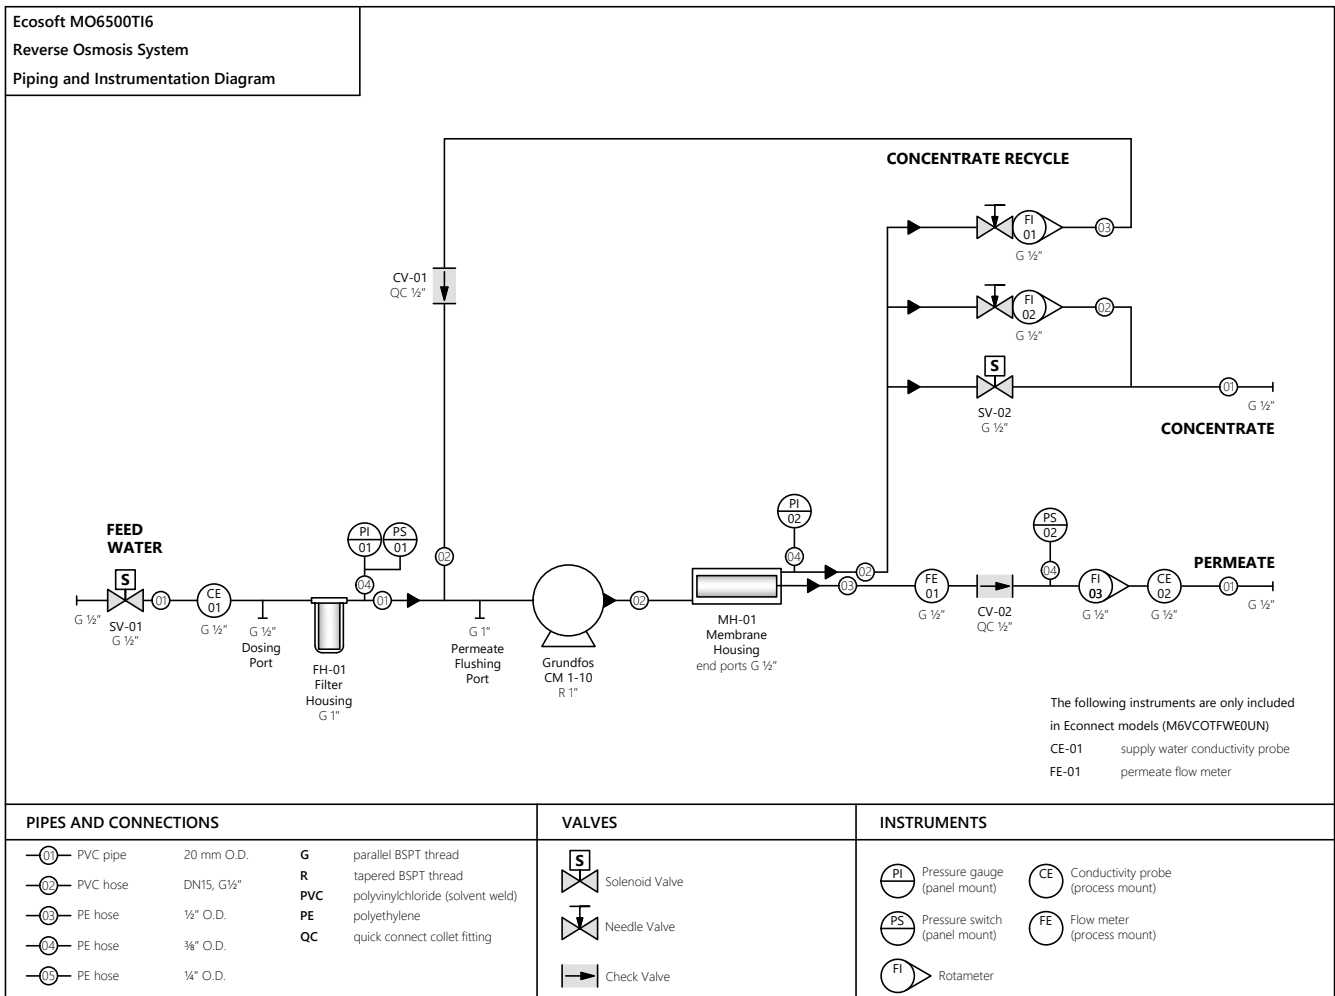 Ecosoft MO6500TI6
Reverse Osmosis System
Piping and Instrumentation Diagram
CONCENTRATE RECYCLE
FI
01
03
G ½"
CV-01
QC ½"
FI
02
02
G ½"
S
SV-02
G ½"
01
G ½"
CONCENTRATE
FEED
WATER
S
G ½"
SV-01
G ½"
01
CE
01
G ½"
G ½"
Dosing
Port
PI
01
PS
01
04
01
FH-01
Filter
Housing
G 1"
02
G 1"
Permeate
Flushing
Port
Grundfos
CM 1-10
R 1"
02
PI
02
04
02
03
MH-01
Membrane
Housing
end ports G ½"
FE
01
G ½"
CV-02
QC ½"
PS
02
04
FI
03
G ½"
CE
02
G ½"
PERMEATE
01
G ½"
The following instruments are only included
in Econnect models (M6VCOTFWE0UN)
CE-01 supply water conductivity probe
FE-01 permeate flow meter
PIPES AND CONNECTIONS
01 PVC pipe 20 mm O.D.
02 PVC hose DN15, G½"
03 PE hose ½" O.D.
04 PE hose ⅜" O.D.
05 PE hose ¼" O.D.
G parallel BSPT thread
R tapered BSPT thread
PVC polyvinylchloride (solvent weld)
PE polyethylene
QC quick connect collet fitting
VALVES
S
Solenoid Valve
Needle Valve
Check Valve
INSTRUMENTS
PI Pressure gauge
(panel mount)
CE Conductivity probe
(process mount)
PS Pressure switch
(panel mount)
FE Flow meter
(process mount)
FI Rotameter